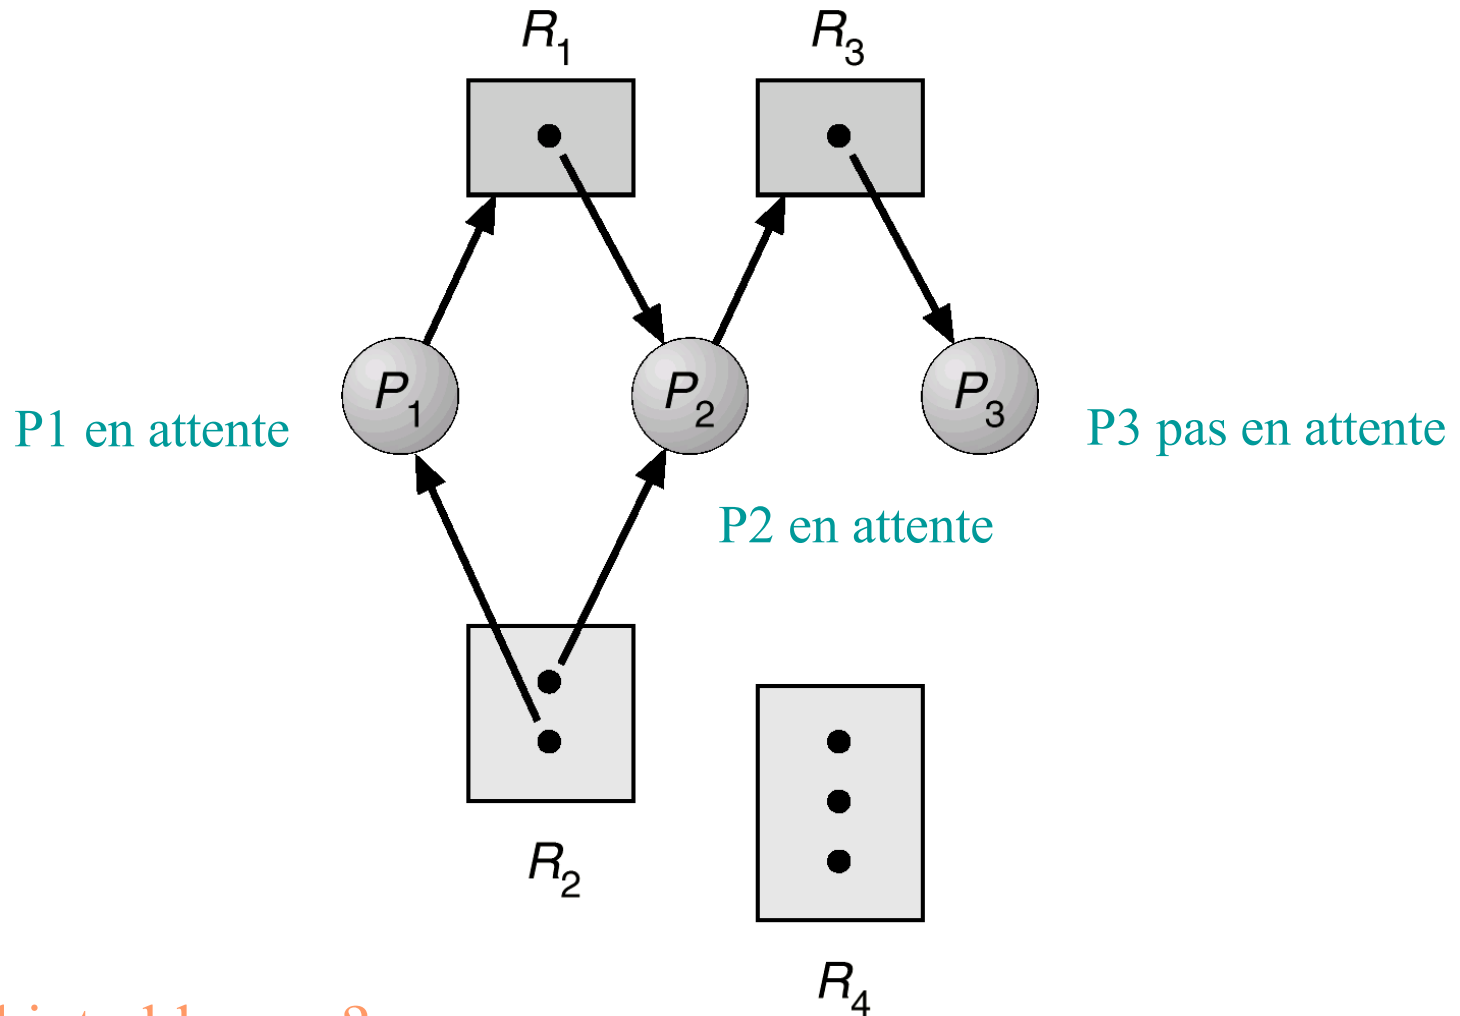 R1 R3
P1 P2 P3
P1 en attente
P3 pas en attente
P2 en attente
R2
R4